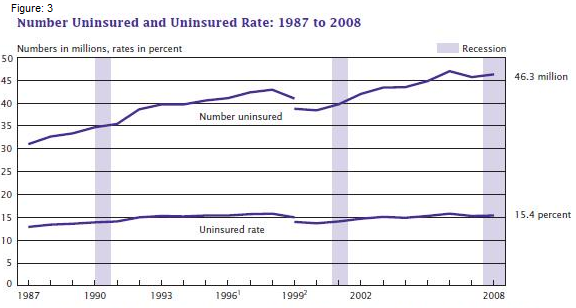 Figure: 3
Number Uninsured and Uninsured Rate: 1987 to 2008
Numbers in millions, rates in percent
Recession
50
45
46.3 million
40
Number uninsured
35
30
25
20
15
15.4 percent
Uninsured rate
10
5
0
1987 1990 1993 1996¹ 1999² 2002 2008